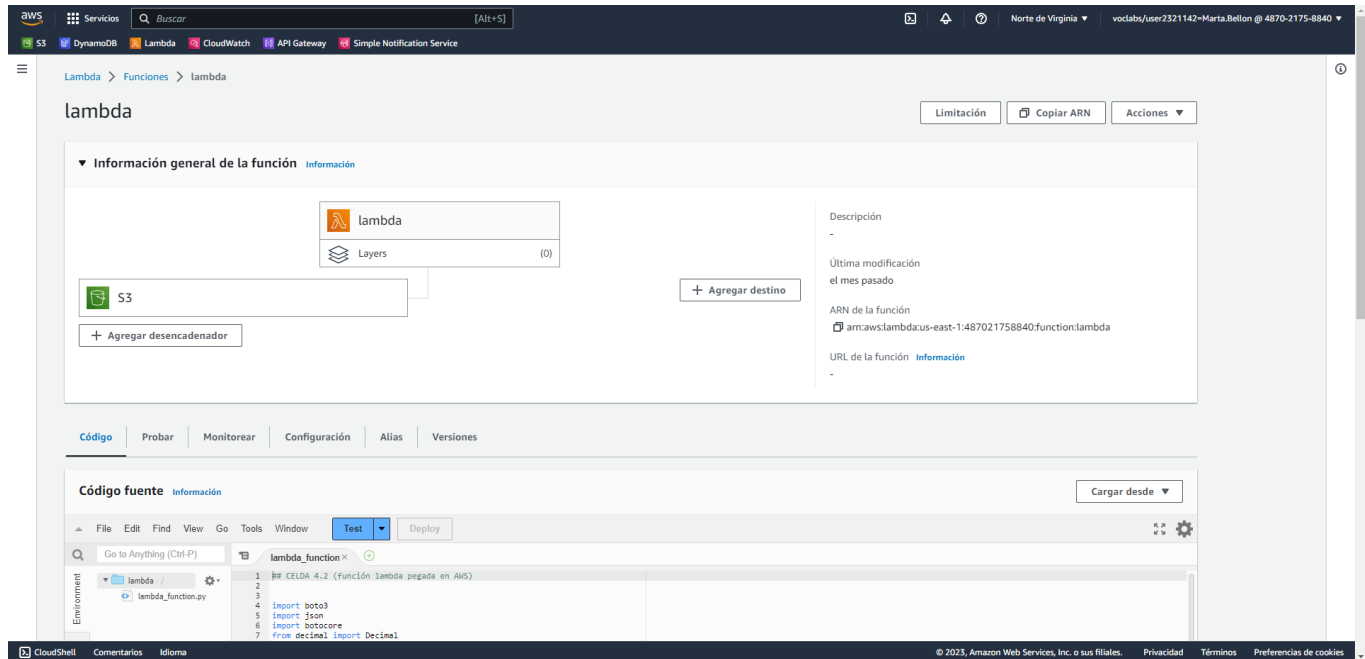 aws Servicios Buscar [Alt+S] Norte de Virginia ▼ voclabs/user2321142=Marta.Bellon @ 4870-2175-8840 ▼
S3 DynamoDB Lambda CloudWatch API Gateway Simple Notification Service
Lambda > Funciones > lambda
lambda
Limitación Copiar ARN Acciones ▼
▼ Información general de la función Información
lambda
Layers (0)
S3
+ Agregar desencadenador
+ Agregar destino
Descripción
-
Última modificación
el mes pasado
ARN de la función
arn:aws:lambda:us-east-1:487021758840:function:lambda
URL de la función Información
-
Código Probar Monitorear Configuración Alias Versiones
Código fuente Información
Cargar desde ▼
File Edit Find View Go Tools Window Test Deploy
Go to Anything (Ctrl-P) lambda_function ×
Environment
lambda - /
lambda_function.py
1 ## CELDA 4.2 (función lambda pegada en AWS)
2
3
4 import boto3
5 import json
6 import botocore
7 from decimal import Decimal
CloudShell Comentarios Idioma © 2023, Amazon Web Services, Inc. o sus filiales. Privacidad Términos Preferencias de cookies